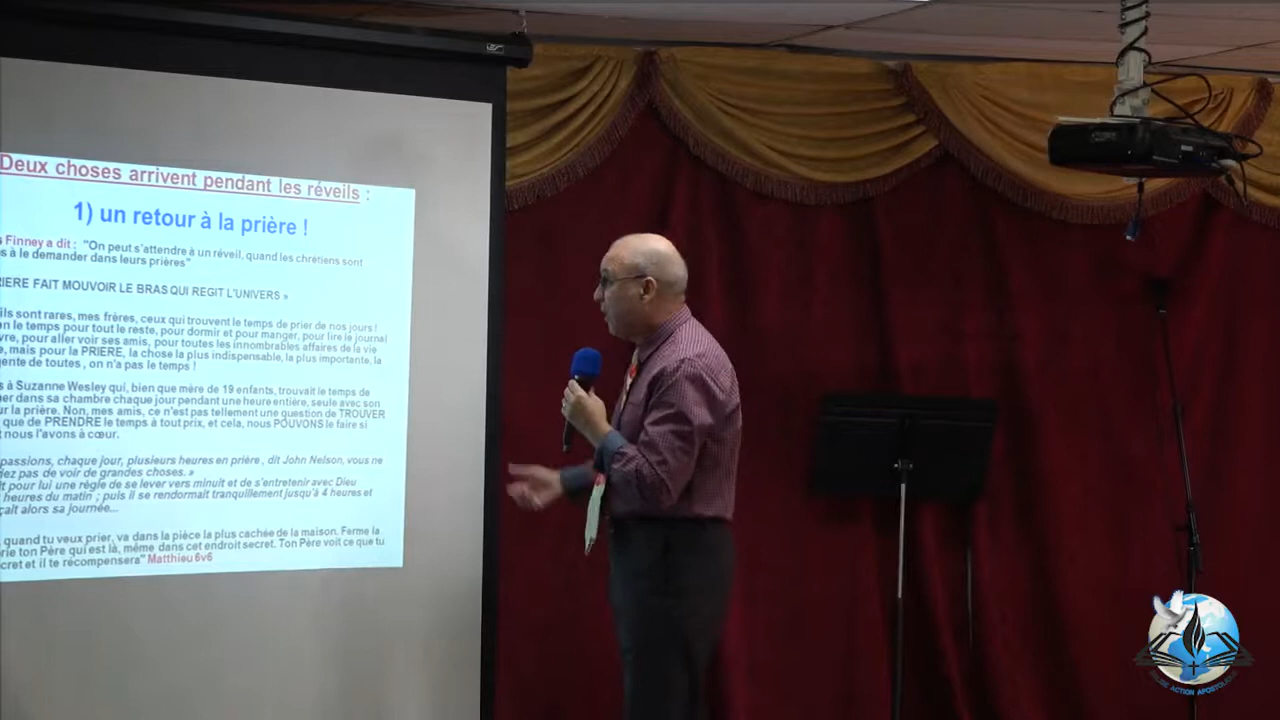 Deux choses arrivent pendant les réveils :
1) un retour à la prière !
Finney a dit : "On peut s'attendre à un réveil, quand les chrétiens sont
à le demander dans leurs prières"
RIERE FAIT MOUVOIR LE BRAS QUI REGIT L'UNIVERS »
ils sont rares, mes frères, ceux qui trouvent le temps de prier de nos jours !
le temps pour tout le reste, pour dormir et pour manger, pour lire le journal
vre, pour aller voir ses amis, pour toutes les innombrables affaires de la vie
, mais pour la PRIERE, la chose la plus indispensable, la plus importante, la
gente de toutes, on n'a pas le temps !
à Suzanne Wesley qui, bien que mère de 19 enfants, trouvait le temps de
mer dans sa chambre chaque jour pendant une heure entière, seule avec son
ur la prière. Non, mes amis, ce n'est pas tellement une question de TROUVER
que de PRENDRE le temps à tout prix, et cela, nous POUVONS le faire si
nous l'avons à cœur.
passions, chaque jour, plusieurs heures en prière, dit John Nelson, vous ne
iez pas de voir de grandes choses. »
it pour lui une règle de se lever vers minuit et de s'entretenir avec Dieu
heures du matin ; puis il se rendormait tranquillement jusqu'à 4 heures et
çait alors sa journée...
, quand tu veux prier, va dans la pièce la plus cachée de la maison. Ferme la
rie ton Père qui est là, même dans cet endroit secret. Ton Père voit ce que tu
cret et il te récompensera" Matthieu 6v6
ACTION APOSTOLIQUE